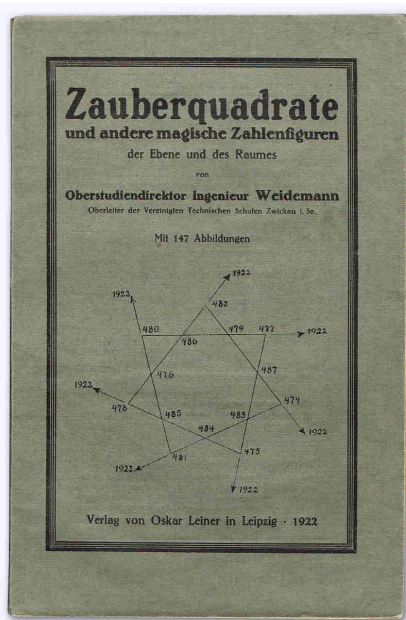 Zauberquadrate
und andere magische Zahlenfiguren
der Ebene und des Raumes
von
Oberstudiendirektor Ingenieur Weidemann
Oberleiter der Vereinigten Technischen Schulen Zwickau i. Sa.
Mit 147 Abbildungen
1922
1922
482
480
479
477
1922
486
476
487
1922
478
474
485
483
484
1922
481
475
1922
1922
Verlag von Oskar Leiner in Leipzig · 1922